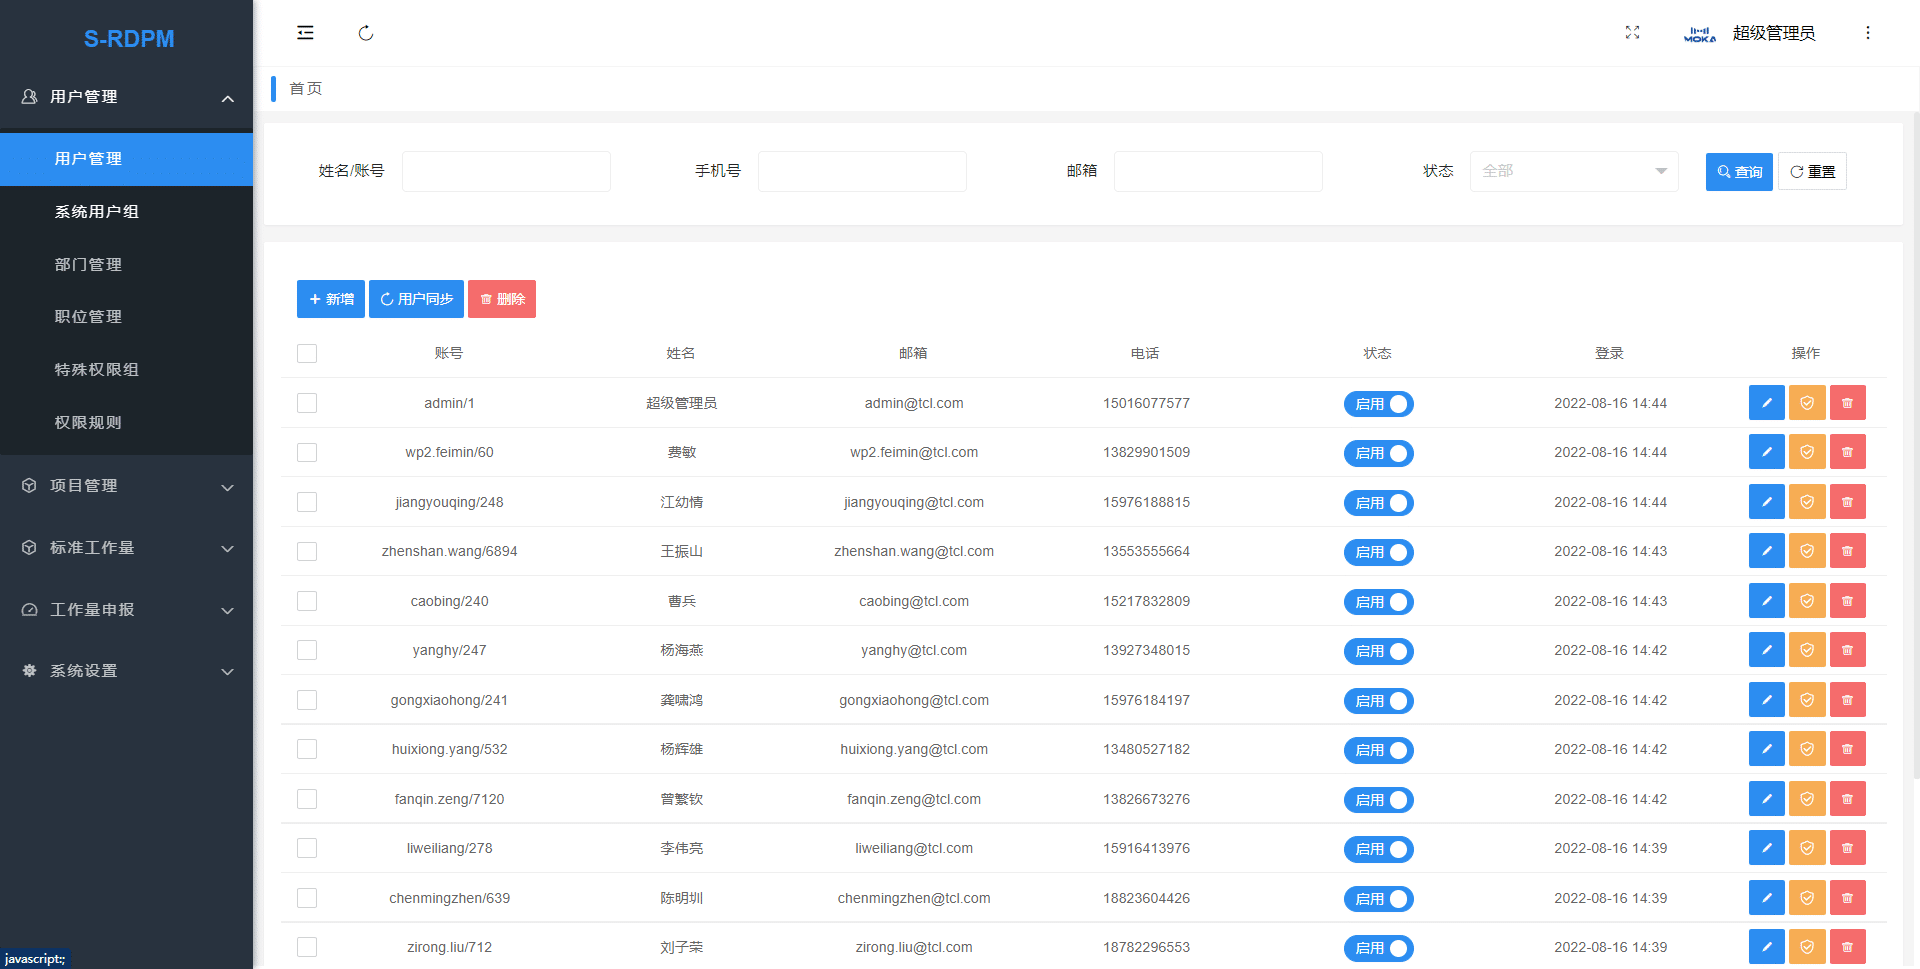 S-RDPM
用户管理
用户管理
系统用户组
部门管理
职位管理
特殊权限组
权限规则
项目管理
标准工作量
工作量申报
系统设置
javascript:;
MOKA 超级管理员
首页
姓名/账号 手机号 邮箱 状态 全部 查询 重置
新增 用户同步 删除
账号 姓名 邮箱 电话 状态 登录 操作
admin/1 超级管理员 admin@tcl.com 15016077577 启用 2022-08-16 14:44
wp2.feimin/60 费敏 wp2.feimin@tcl.com 13829901509 启用 2022-08-16 14:44
jiangyouqing/248 江幼情 jiangyouqing@tcl.com 15976188815 启用 2022-08-16 14:44
zhenshan.wang/6894 王振山 zhenshan.wang@tcl.com 13553555664 启用 2022-08-16 14:43
caobing/240 曹兵 caobing@tcl.com 15217832809 启用 2022-08-16 14:43
yanghy/247 杨海燕 yanghy@tcl.com 13927348015 启用 2022-08-16 14:42
gongxiaohong/241 龚啸鸿 gongxiaohong@tcl.com 15976184197 启用 2022-08-16 14:42
huixiong.yang/532 杨辉雄 huixiong.yang@tcl.com 13480527182 启用 2022-08-16 14:42
fanqin.zeng/7120 曾繁钦 fanqin.zeng@tcl.com 13826673276 启用 2022-08-16 14:42
liweiliang/278 李伟亮 liweiliang@tcl.com 15916413976 启用 2022-08-16 14:39
chenmingzhen/639 陈明圳 chenmingzhen@tcl.com 18823604426 启用 2022-08-16 14:39
zirong.liu/712 刘子荣 zirong.liu@tcl.com 18782296553 启用 2022-08-16 14:39